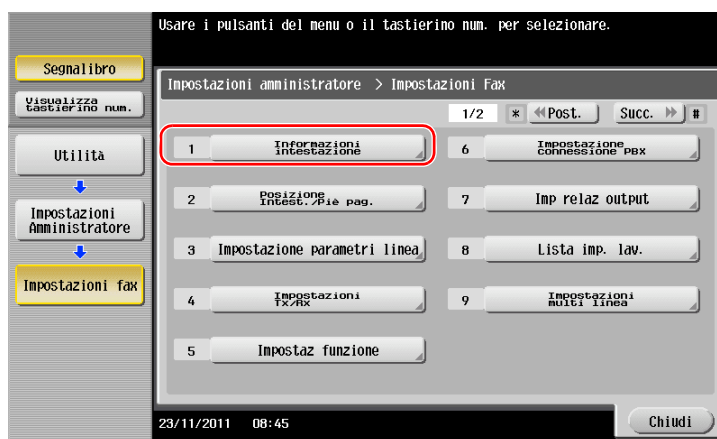 Usare i pulsanti del menu o il tastierino num. per selezionare.
Segnalibro
Visualizza
tastierino num.
Utilità
Impostazioni
Amministratore
Impostazioni fax
Impostazioni amministratore > Impostazioni Fax
1/2 * Post. Succ. #
1 Informazioni
intestazione
2 Posizione
Intest./Piè pag.
3 Impostazione parametri linea
4 Impostazioni
TX/RX
5 Impostaz funzione
6 Impostazione
connessione PBX
7 Imp relaz output
8 Lista imp. lav.
9 Impostazioni
multi linea
23/11/2011 08:45
Chiudi